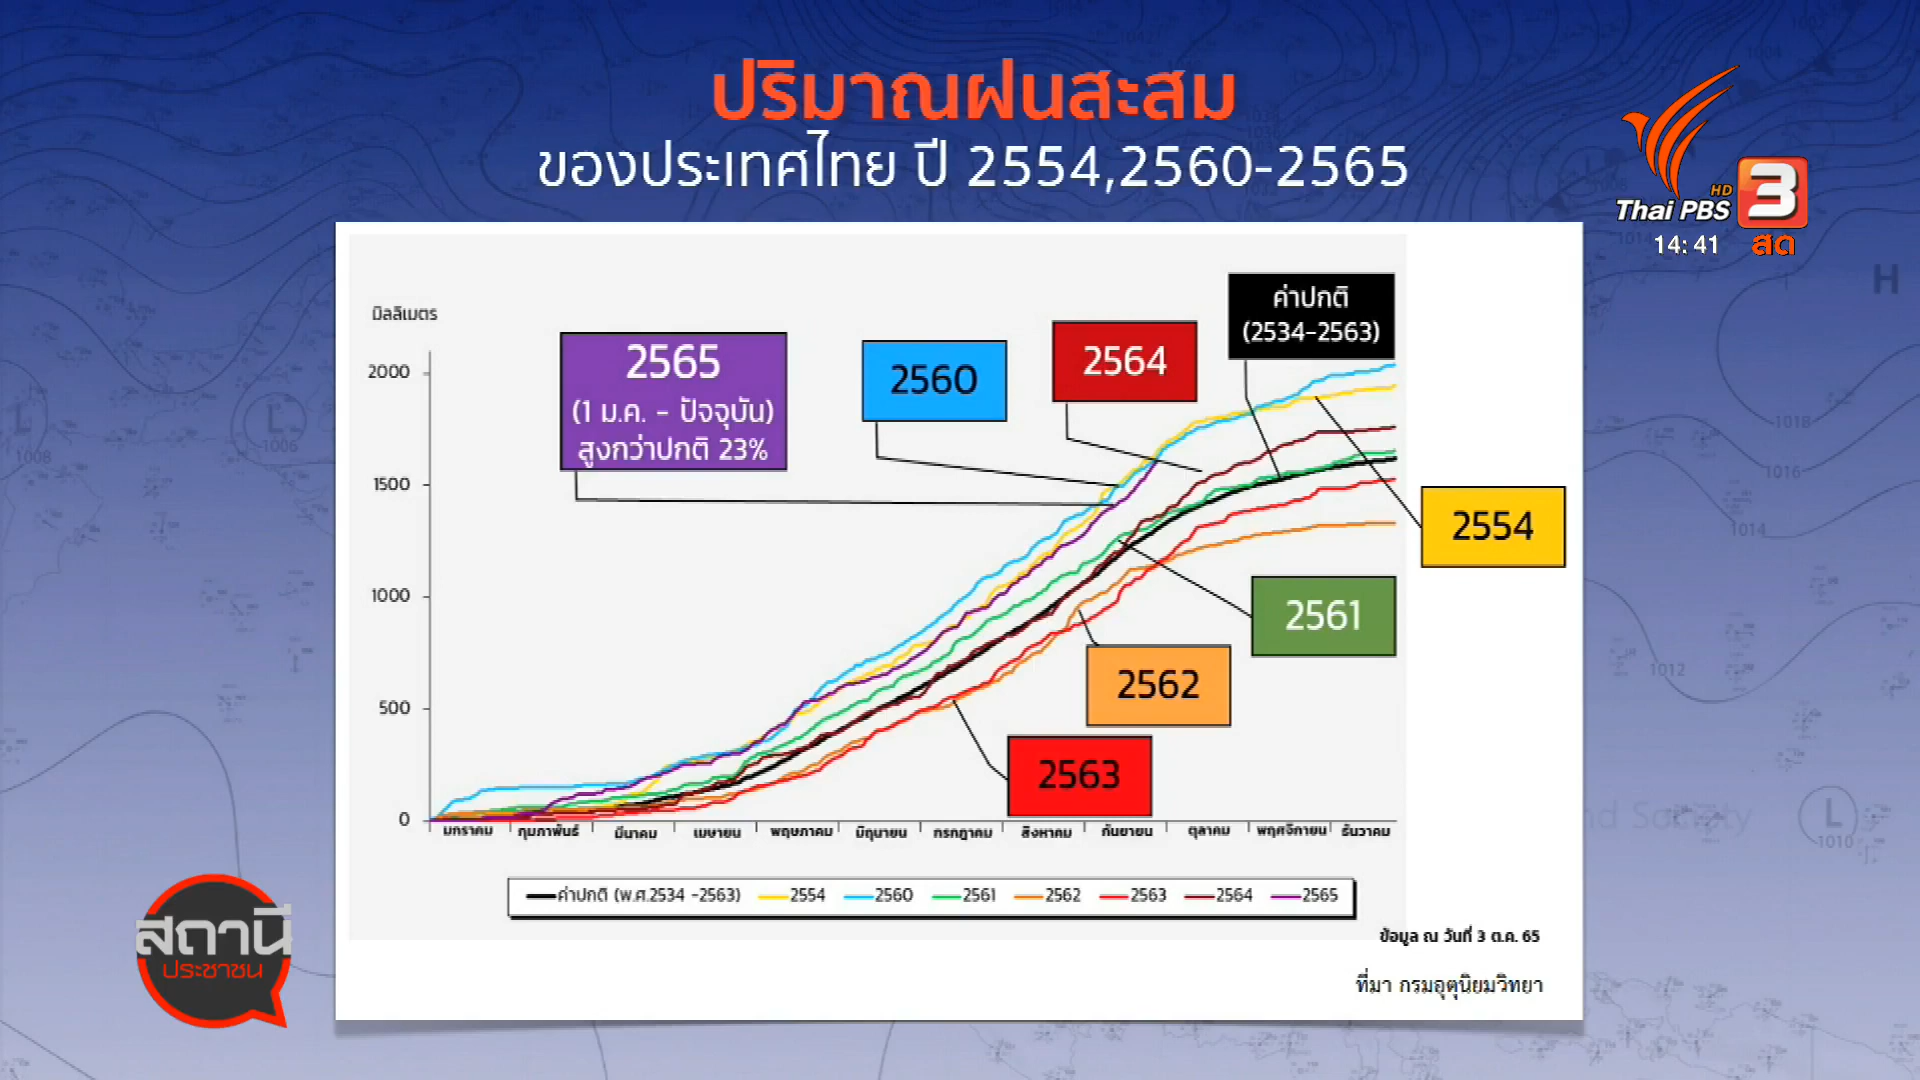 ปริมาณฝนสะสม
ของประเทศไทย ปี 2554,2560-2565
HD
Thai PBS 3
14:41 สด
มิลลิเมตร
2000
1500
1000
500
0
2565
(1 ม.ค. - ปัจจุบัน)
สูงกว่าปกติ 23%
2560
2564
ค่าปกติ
(2534-2563)
2554
2561
2562
2563
มกราคม กุมภาพันธ์ มีนาคม เมษายน พฤษภาคม มิถุนายน กรกฎาคม สิงหาคม กันยายน ตุลาคม พฤศจิกายน ธันวาคม
ค่าปกติ (พ.ศ.2534 -2563) 2554 2560 2561 2562 2563 2564 2565
ข้อมูล ณ วันที่ 3 ต.ค. 65
ที่มา กรมอุตุนิยมวิทยา
สถานี
ประชาชน
H
L
1006
1008
1018
1016
1014
1012
L
1010
nd Society